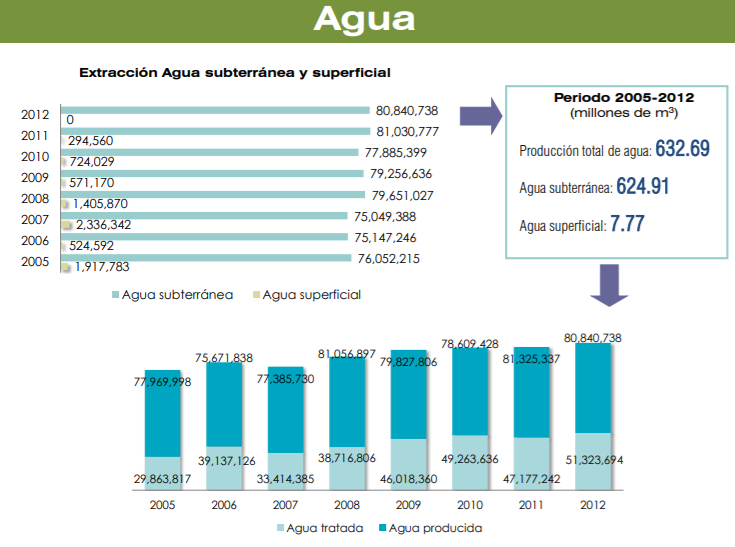 Agua
Extracción Agua subterránea y superficial
2012 80,840,738
0
2011 81,030,777
294,560
2010 77,885,399
724,029
2009 79,256,636
571,170
2008 79,651,027
1,405,870
2007 75,049,388
2,336,342
2006 75,147,246
524,592
2005 76,052,215
1,917,783
Agua subterránea Agua superficial
Periodo 2005-2012
(millones de m³)
Producción total de agua: 632.69
Agua subterránea: 624.91
Agua superficial: 7.77
77,969,998 75,671,838 77,385,730 81,056,897 79,827,806 78,609,428 81,325,337 80,840,738
29,863,817 39,137,126 33,414,385 38,716,806 46,018,360 49,263,636 47,177,242 51,323,694
2005 2006 2007 2008 2009 2010 2011 2012
Agua tratada Agua producida